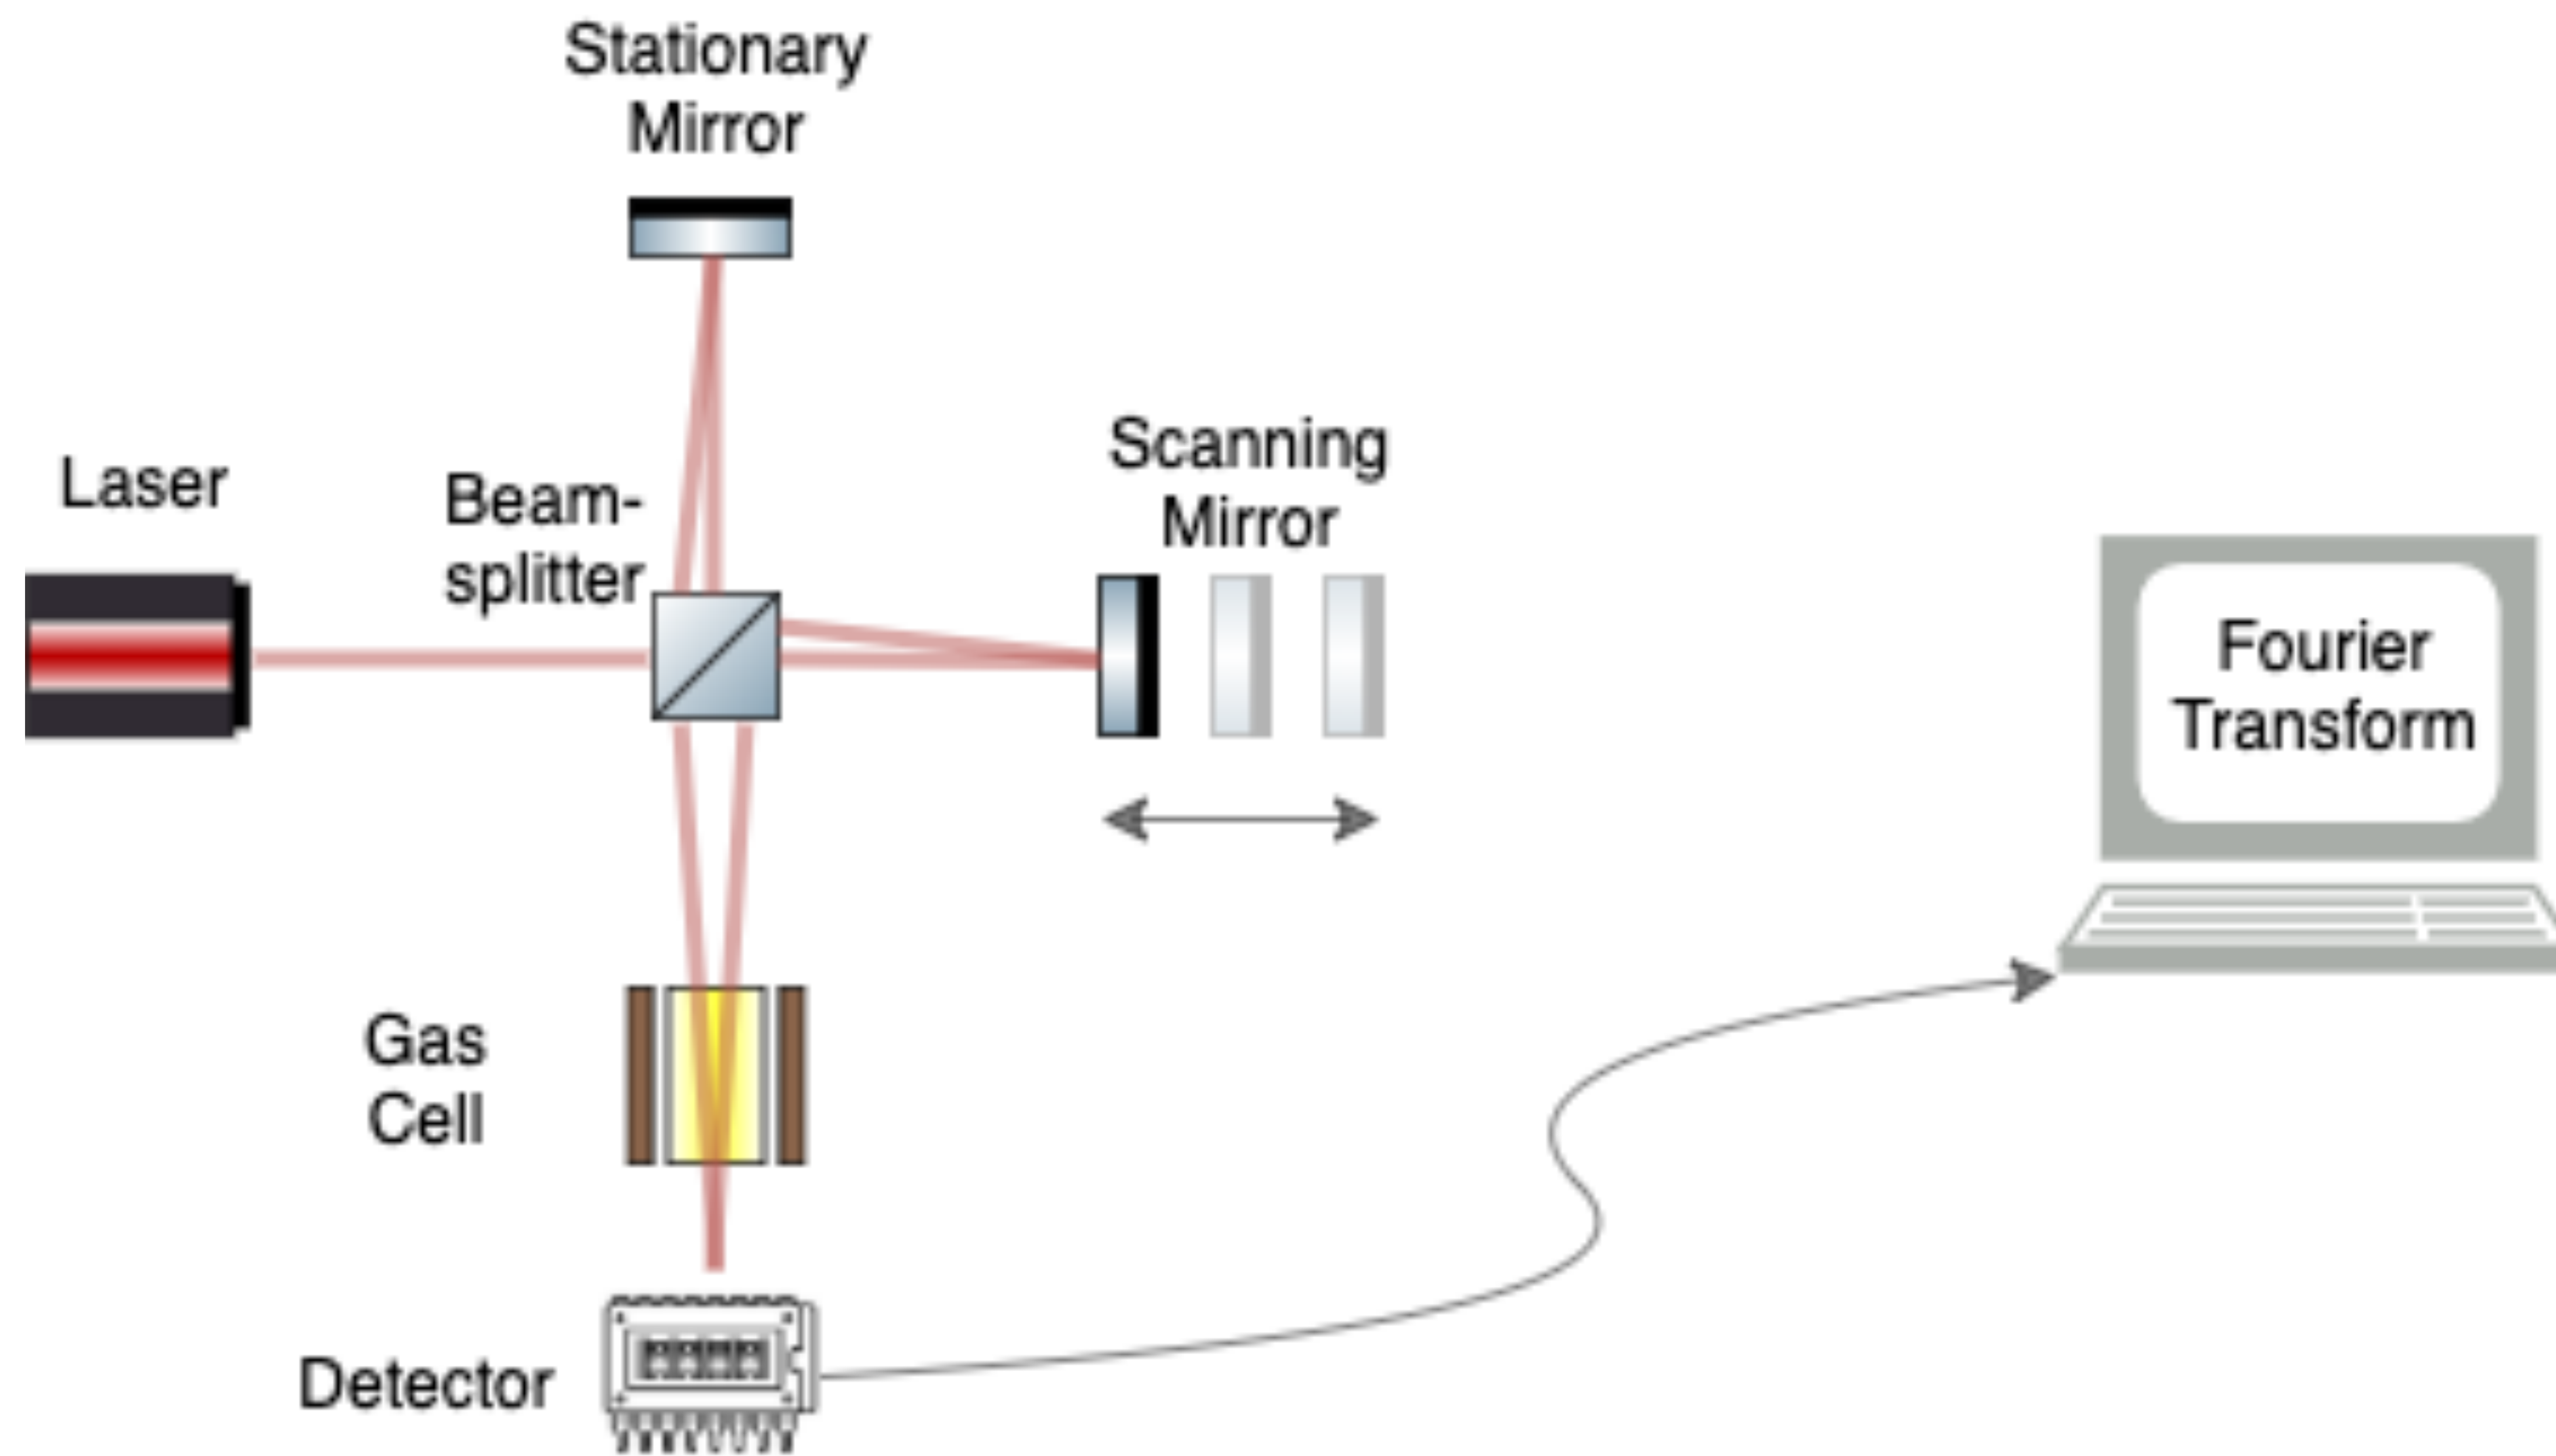 Stationary
Mirror
Laser
Beam-
splitter
Scanning
Mirror
Fourier
Transform
Gas
Cell
Detector